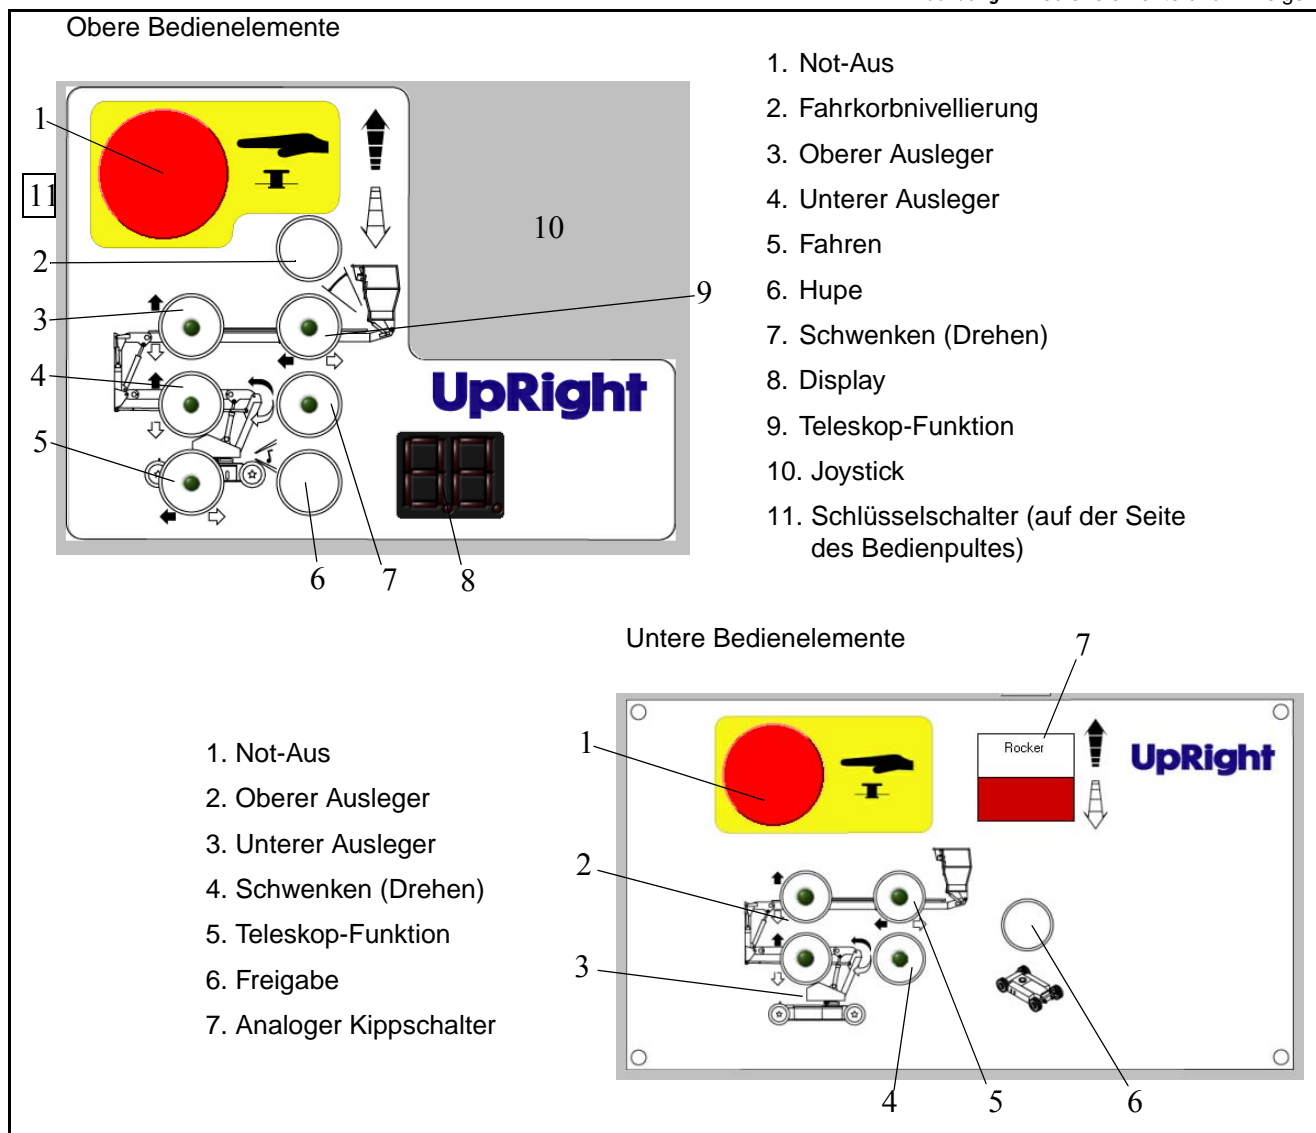 Obere Bedienelemente
1. Not-Aus
2. Fahrkorbnivellierung
3. Oberer Ausleger
4. Unterer Ausleger
5. Fahren
6. Hupe
7. Schwenken (Drehen)
8. Display
9. Teleskop-Funktion
10. Joystick
11. Schlüsselschalter (auf der Seite
des Bedienpultes)
1
11
10
2
9
3
4
UpRight
5
6
7
8
Untere Bedienelemente
7
1. Not-Aus
2. Oberer Ausleger
3. Unterer Ausleger
4. Schwenken (Drehen)
5. Teleskop-Funktion
6. Freigabe
7. Analoger Kippschalter
1
Rocker
UpRight
2
3
4
5
6